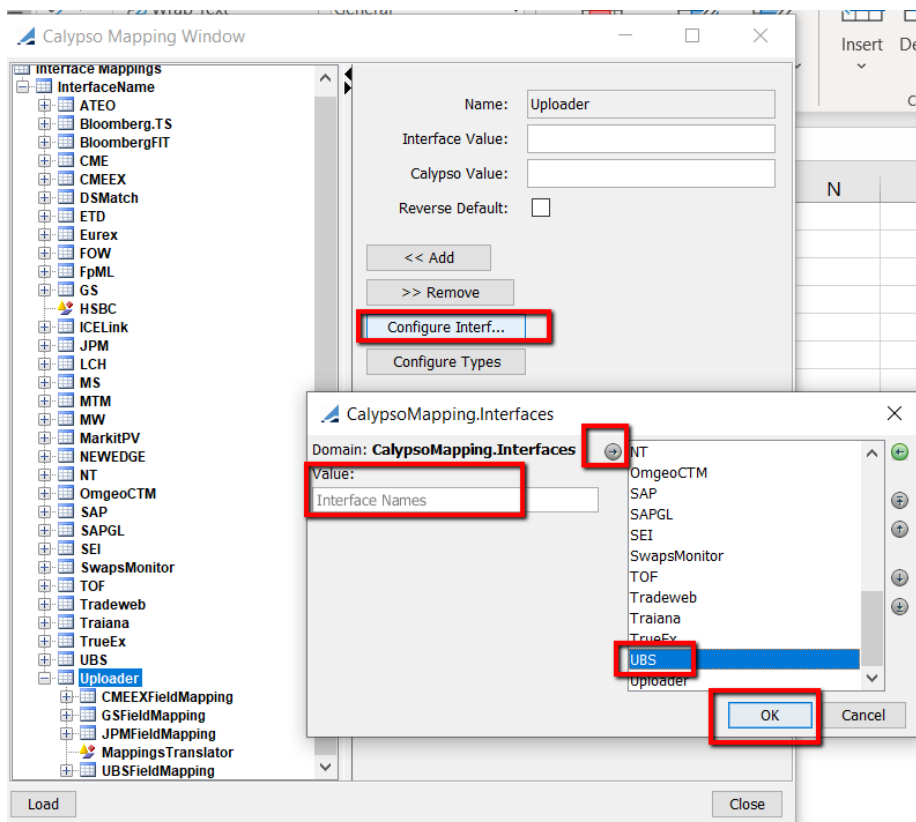 Wrap Text
General
Calypso Mapping Window
Insert
De
Interface Mappings
InterfaceName
ATEO
Bloomberg.TS
BloombergFIT
CME
CMEEX
DSMatch
ETD
Eurex
FOW
FpML
GS
HSBC
ICELink
JPM
LCH
MS
MTM
MW
MarkitPV
NEWEDGE
NT
OmgeoCTM
SAP
SAPGL
SEI
SwapsMonitor
TOF
Tradeweb
Traiana
TrueEx
UBS
Uploader
CMEEXFieldMapping
GSFieldMapping
JPMFieldMapping
MappingsTranslator
UBSFieldMapping
Load
Name: Uploader
Interface Value:
Calypso Value:
Reverse Default:
<< Add
>> Remove
Configure Interf...
Configure Types
N
CalypsoMapping.Interfaces
Domain: CalypsoMapping.Interfaces
Value:
Interface Names
NT
OmgeoCTM
SAP
SAPGL
SEI
SwapsMonitor
TOF
Tradeweb
Traiana
TrueEx
UBS
Uploader
OK Cancel
Close